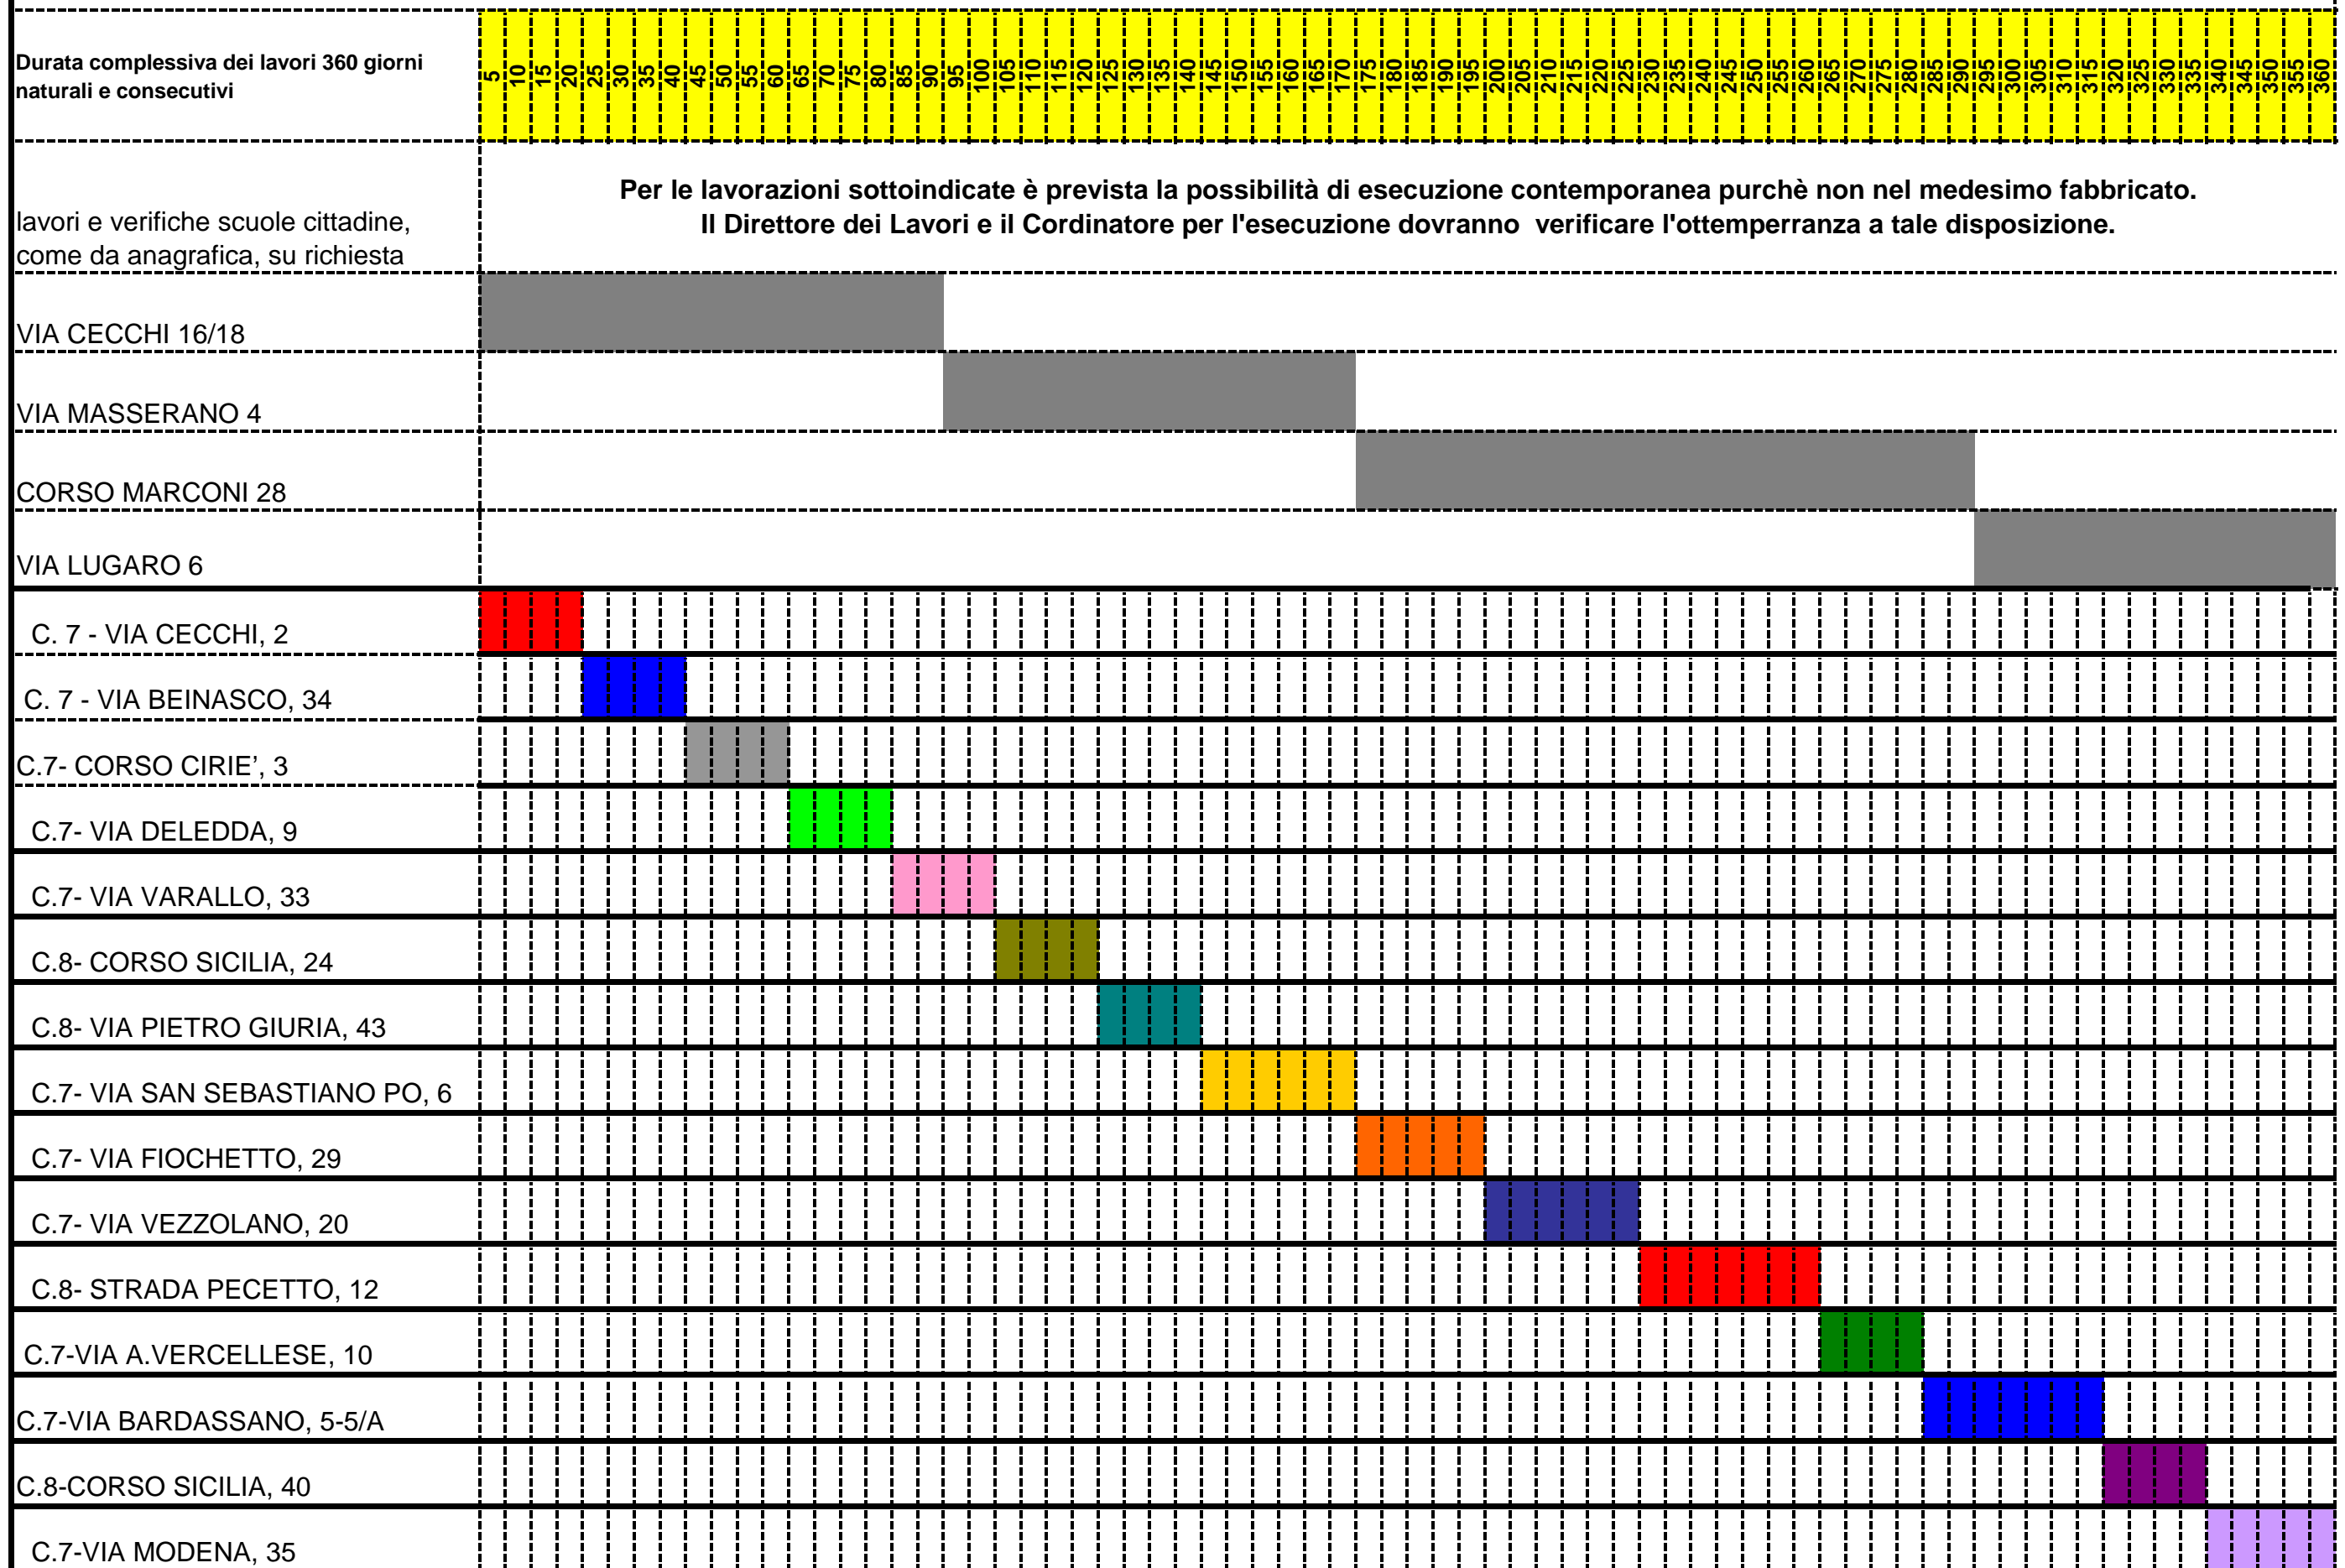 Durata complessiva dei lavori 360 giorni
naturali e consecutivi
5 10 15 20 25 30 35 40 45 50 55 60 65 70 75 80 85 90 95 100 105 110 115 120 125 130 135 140 145 150 155 160 165 170 175 180 185 190 195 200 205 210 215 220 225 230 235 240 245 250 255 260 265 270 275 280 285 290 295 300 305 310 315 320 325 330 335 340 345 350 355 360
Per le lavorazioni sottoindicate è prevista la possibilità di esecuzione contemporanea purchè non nel medesimo fabbricato.
Il Direttore dei Lavori e il Cordinatore per l'esecuzione dovranno verificare l'ottemperranza a tale disposizione.
lavori e verifiche scuole cittadine,
come da anagrafica, su richiesta
VIA CECCHI 16/18
VIA MASSERANO 4
CORSO MARCONI 28
VIA LUGARO 6
C. 7 - VIA CECCHI, 2
C. 7 - VIA BEINASCO, 34
C.7- CORSO CIRIE’, 3
C.7- VIA DELEDDA, 9
C.7- VIA VARALLO, 33
C.8- CORSO SICILIA, 24
C.8- VIA PIETRO GIURIA, 43
C.7- VIA SAN SEBASTIANO PO, 6
C.7- VIA FIOCHETTO, 29
C.7- VIA VEZZOLANO, 20
C.8- STRADA PECETTO, 12
C.7-VIA A.VERCELLESE, 10
C.7-VIA BARDASSANO, 5-5/A
C.8-CORSO SICILIA, 40
C.7-VIA MODENA, 35